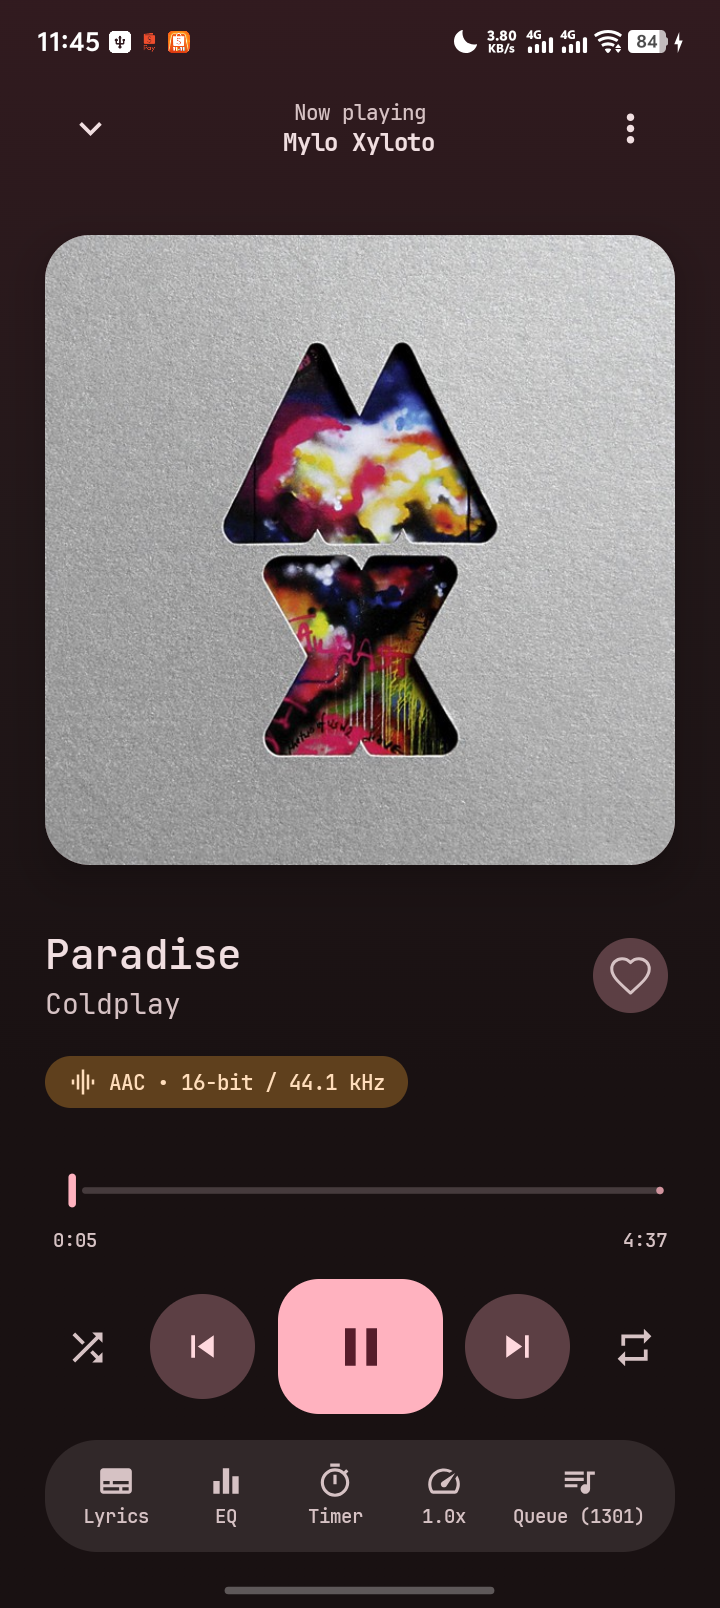 11:45
3.80 KB/s 4G 4G 84
Now playing
Mylo Xyloto
Paradise
Coldplay
AAC • 16-bit / 44.1 kHz
0:05 4:37
Lyrics EQ Timer 1.0x Queue (1301)